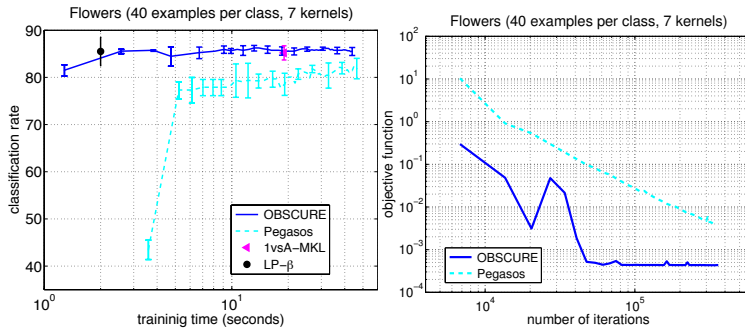 Flowers (40 examples per class, 7 kernels)
90
80
70
60
50
40
classification rate
OBSCURE
Pegasos
1vsA-MKL
LP-β
10^0
10^1
traininig time (seconds)
Flowers (40 examples per class, 7 kernels)
10^2
10^1
10^0
10^-1
10^-2
10^-3
10^-4
objective function
OBSCURE
Pegasos
10^4
10^5
number of iterations